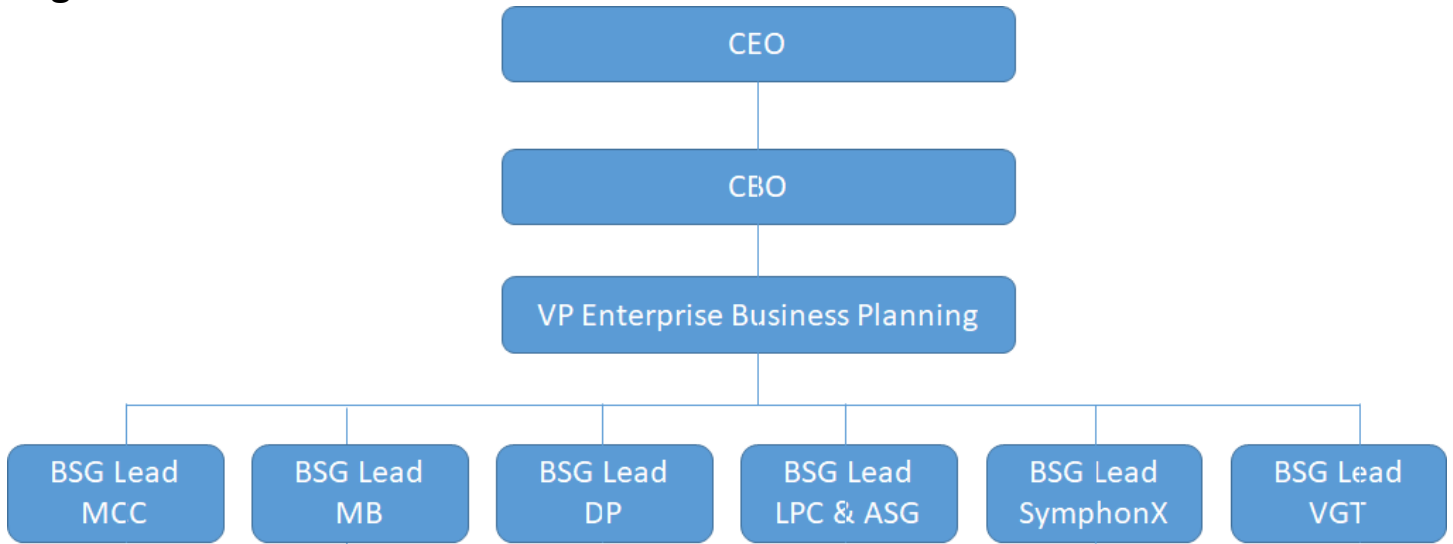 CEO
CBO
VP Enterprise Business Planning
BSG Lead
MCC
BSG Lead
MB
BSG Lead
DP
BSG Lead
LPC & ASG
BSG Lead
SymphonX
BSG Lead
VGT